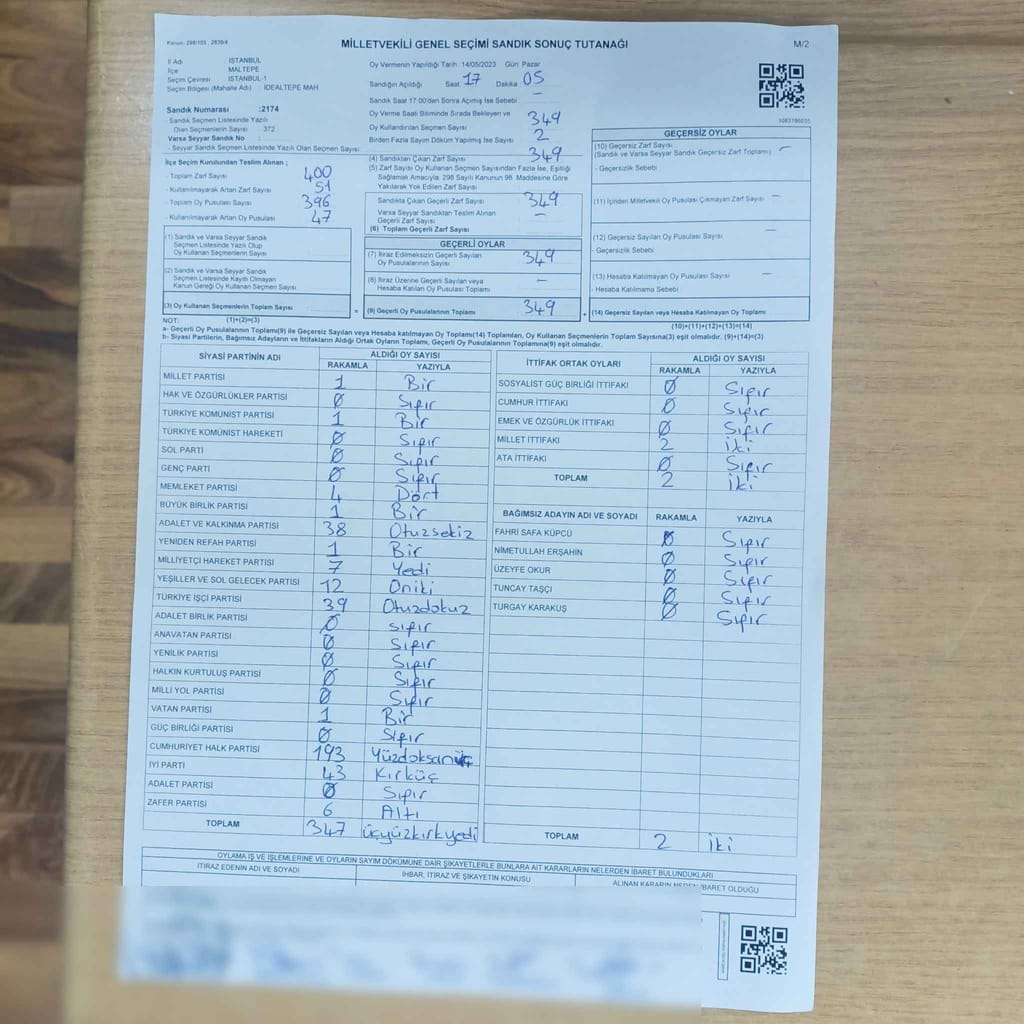 Kanun: 298/105 , 2839/4
MİLLETVEKİLİ GENEL SEÇİMİ SANDIK SONUÇ TUTANAĞI
M/2
İl Adı İSTANBUL
İlçe MALTEPE
Seçim Çevresi İSTANBUL-1
Seçim Bölgesi (Mahalle Adı) İDEALTEPE MAH
Oy Vermenin Yapıldığı Tarih :14/05/2023 Gün: Pazar
Sandığın Açıldığı Saat 17 Dakika 05
Sandık Saat 17.00'den Sonra Açımış İse Sebebi —
Oy Verme Saati Bitiminde Sırada Bekleyen ve
Oy Kullandırılan Seçmen Sayısı 349
Birden Fazla Sayım Döküm Yapılmış İse Sayısı 2
1083786035
Sandık Numarası :2174
- Sandık Seçmen Listesinde Yazılı
Olan Seçmenlerin Sayısı 372
Varsa Seyyar Sandık No :
- Seyyar Sandık Seçmen Listesinde Yazılı Olan Seçmen Sayısı
İlçe Seçim Kurulundan Teslim Alınan ;
- Toplam Zarf Sayısı 400
- Kullanılmayarak Artan Zarf Sayısı 51
- Toplam Oy Pusulası Sayısı 396
- Kullanılmayarak Artan Oy Pusulası 47
(4) Sandıktan Çıkan Zarf Sayısı 349
(5) Zarf Sayısı Oy Kullanan Seçmen Sayısından Fazla İse, Eşitliği
Sağlamak Amacıyla; 298 Sayılı Kanunun 98. Maddesine Göre
Yakılarak Yok Edilen Zarf Sayısı
Sandıkta Çıkan Geçerli Zarf Sayısı 349
Varsa Seyyar Sandıktan Teslim Alınan
Geçerli Zarf Sayısı —
(6) Toplam Geçerli Zarf Sayısı
GEÇERSİZ OYLAR
(10) Geçersiz Zarf Sayısı
(Sandık ve Varsa Seyyar Sandık Geçersiz Zarf Toplamı) —
- Geçersizlik Sebebi
(11) İçinden Milletvekili Oy Pusulası Çıkmayan Zarf Sayısı —
(12) Geçersiz Sayılan Oy Pusulası Sayısı —
- Geçersizlik Sebebi
(13) Hesaba Katılmayan Oy Pusulası Sayısı —
- Hesaba Katılmama Sebebi
(1) Sandık ve Varsa Seyyar Sandık
Seçmen Listesinde Yazılı Olup
Oy Kullanan Seçmenlerin Sayısı
(2) Sandık ve Varsa Seyyar Sandık
Seçmen Listesinde Kayıtlı Olmayan
Kanun Gereği Oy Kullanan Seçmenlerin Sayısı
GEÇERLİ OYLAR
(7) İtiraz Edilmeksizin Geçerli Sayılan
Oy Pusulalarının Sayısı 349
(8) İtiraz Üzerine Geçerli Sayılan veya
Hesaba Katılan Oy Pusulası Toplamı —
(3) Oy Kullanan Seçmenlerin Toplam Sayısı = (9) Geçerli Oy Pusulalarının Toplamı 349 + (14) Geçersiz Sayılan veya Hesaba Katılmayan Oy Toplamı
NOT: (1)+(2)=(3) (10)+(11)+(12)+(13)=(14)
a- Geçerli Oy Pusulalarının Toplamı(9) ile Geçersiz Sayılan veya Hesaba katılmayan Oy Toplamı(14) Toplamları, Oy Kullanan Seçmenlerin Toplam Sayısına(3) eşit olmalıdır. (9)+(14)=(3)
b- Siyasi Partilerin, Bağımsız Adayların ve İttifakların Aldığı Ortak Oyların Toplamı, Geçerli Oy Pusulalarının Toplamına(9) eşit olmalıdır.
SİYASİ PARTİNİN ADI ALDIĞI OY SAYISI
RAKAMLA YAZIYLA
MİLLET PARTİSİ 1 Bir
HAK VE ÖZGÜRLÜKLER PARTİSİ 0 Sıfır
TÜRKİYE KOMÜNİST PARTİSİ 1 Bir
TÜRKİYE KOMÜNİST HAREKETİ 0 Sıfır
SOL PARTİ 0 Sıfır
GENÇ PARTİ 0 Sıfır
MEMLEKET PARTİSİ 4 Dört
BÜYÜK BİRLİK PARTİSİ 1 Bir
ADALET VE KALKINMA PARTİSİ 38 Otuzsekiz
YENİDEN REFAH PARTİSİ 1 Bir
MİLLİYETÇİ HAREKET PARTİSİ 7 Yedi
YEŞİLLER VE SOL GELECEK PARTİSİ 12 Oniki
TÜRKİYE İŞÇİ PARTİSİ 39 Otuzdokuz
ADALET BİRLİK PARTİSİ 0 Sıfır
ANAVATAN PARTİSİ 0 Sıfır
YENİLİK PARTİSİ 0 Sıfır
HALKIN KURTULUŞ PARTİSİ 0 Sıfır
MİLLİ YOL PARTİSİ 0 Sıfır
VATAN PARTİSİ 1 Bir
GÜÇ BİRLİĞİ PARTİSİ 0 Sıfır
CUMHURİYET HALK PARTİSİ 193 Yüzdoksanüç
İYİ PARTİ 43 Kırküç
ADALET PARTİSİ 0 Sıfır
ZAFER PARTİSİ 6 Altı
TOPLAM 347 üçyüzkırkyedi
İTTİFAK ORTAK OYLARI ALDIĞI OY SAYISI
RAKAMLA YAZIYLA
SOSYALİST GÜÇ BİRLİĞİ İTTİFAKI 0 Sıfır
CUMHUR İTTİFAKI 0 Sıfır
EMEK VE ÖZGÜRLÜK İTTİFAKI 0 Sıfır
MİLLET İTTİFAKI 2 iki
ATA İTTİFAKI 0 Sıfır
TOPLAM 2 iki
BAĞIMSIZ ADAYIN ADI VE SOYADI RAKAMLA YAZIYLA
FAHRİ SAFA KÜPCÜ 0 Sıfır
NİMETULLAH ERŞAHİN 0 Sıfır
ÜZEYFE OKUR 0 Sıfır
TUNCAY TAŞÇI 0 Sıfır
TURGAY KARAKUŞ 0 Sıfır
TOPLAM 2 iki
OYLAMA İŞ VE İŞLEMLERİNE VE OYLARIN SAYIM DÖKÜMÜNE DAİR ŞİKAYETLERLE BUNLARA AİT KARARLARIN NELERDEN İBARET BULUNDUKLARI
İTİRAZ EDENİN ADI VE SOYADI İHBAR, İTİRAZ VE ŞİKAYETİN KONUSU ALINAN KARARIN NEDEN İBARET OLDUĞU